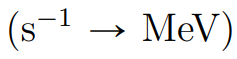 (s⁻¹ → MeV)